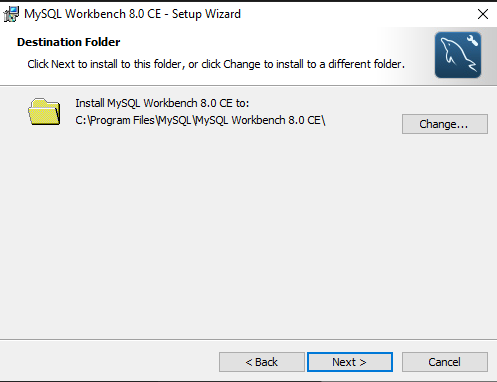 MySQL Workbench 8.0 CE - Setup Wizard
Destination Folder
Click Next to install to this folder, or click Change to install to a different folder.
Install MySQL Workbench 8.0 CE to:
C:\Program Files\MySQL\MySQL Workbench 8.0 CE\
Change...
< Back
Next >
Cancel